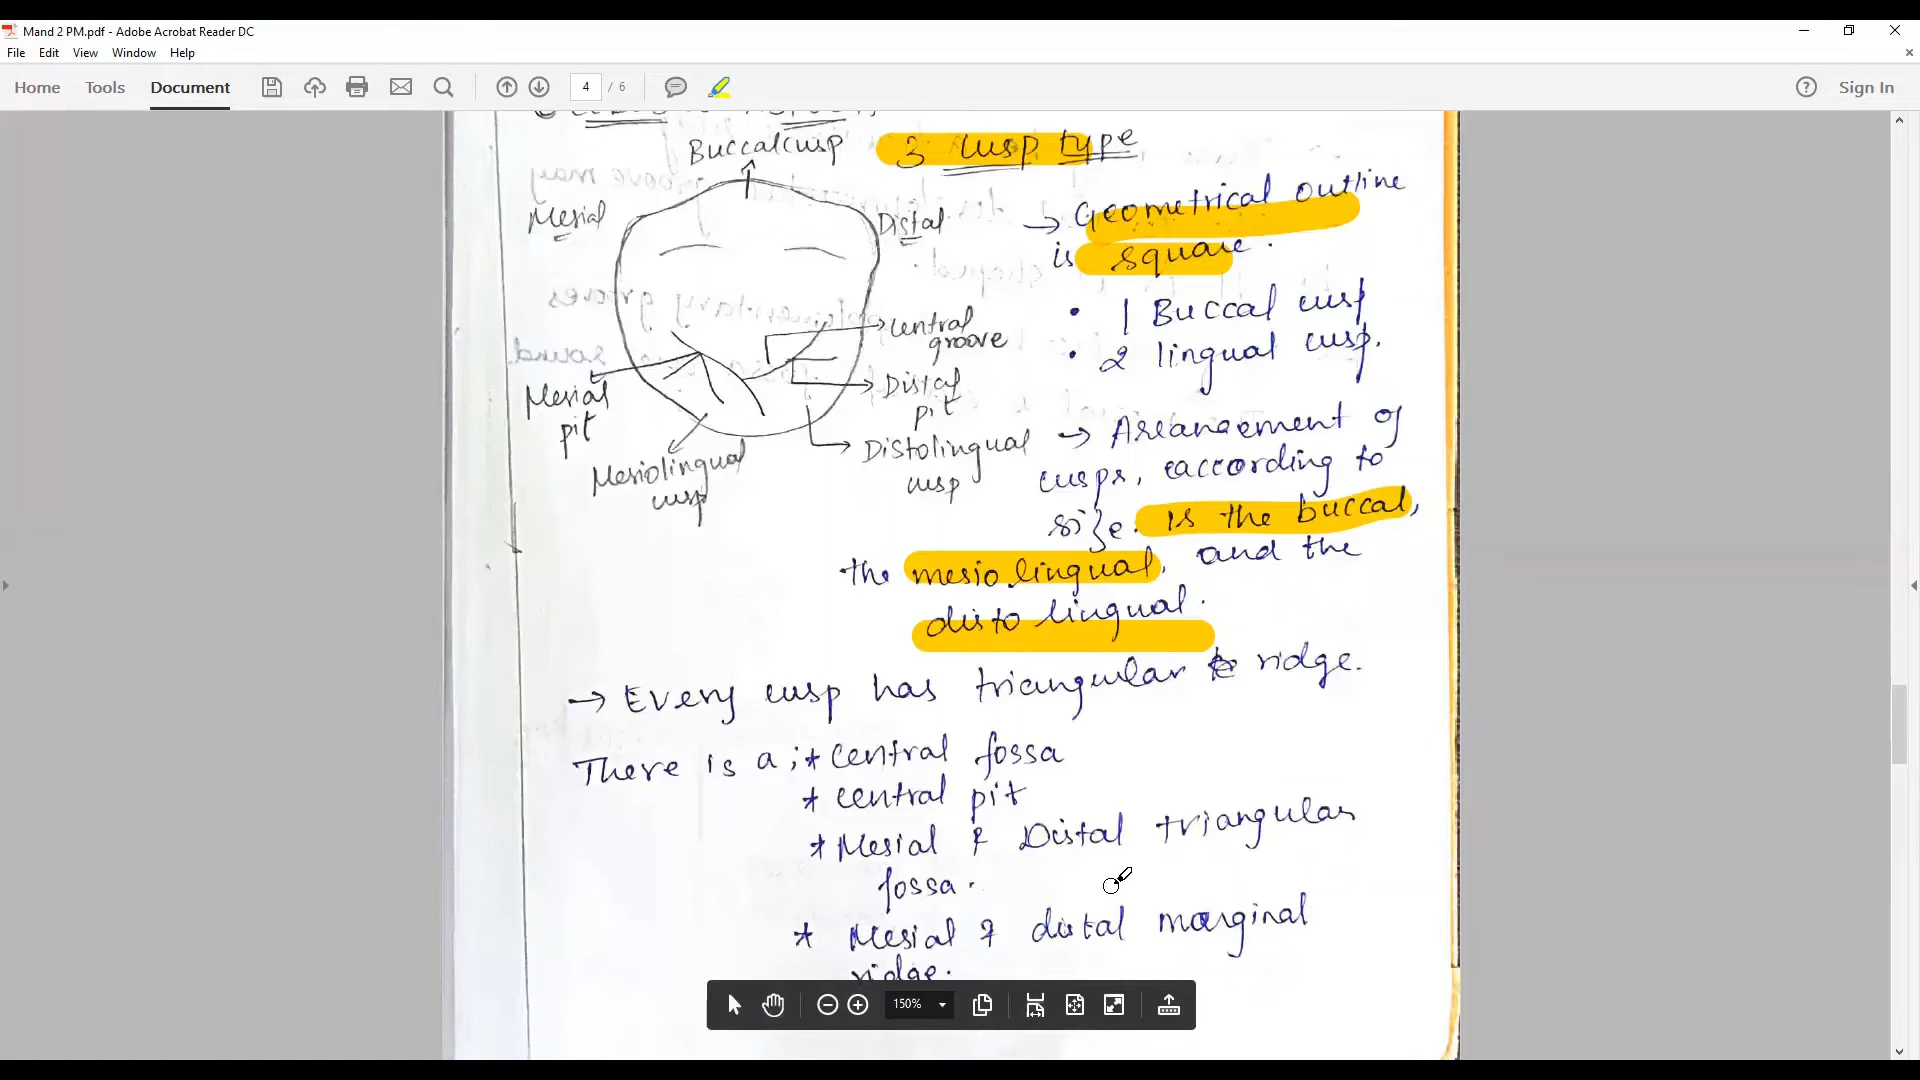 Mand 2 PM.pdf - Adobe Acrobat Reader DC
File Edit View Window Help
Home Tools Document 4 / 6 Sign In
Buccal cusp 3 cusp type
Mesial Distal
→ Geometrical outline
is square.
• 1 Buccal cusp
• 2 lingual cusp.
central
groove
Mesial
pit
Distal
pit
Distolingual
cusp
Mesiolingual
cusp
→ Arrangement of
cusps, according to
size. is the buccal,
the mesio lingual, and the
disto lingual.
→ Every cusp has triangular ridge.
There is a ; * central fossa
* central pit
* Mesial & Distal triangular
fossa.
* Mesial & distal marginal
ridge.
150%